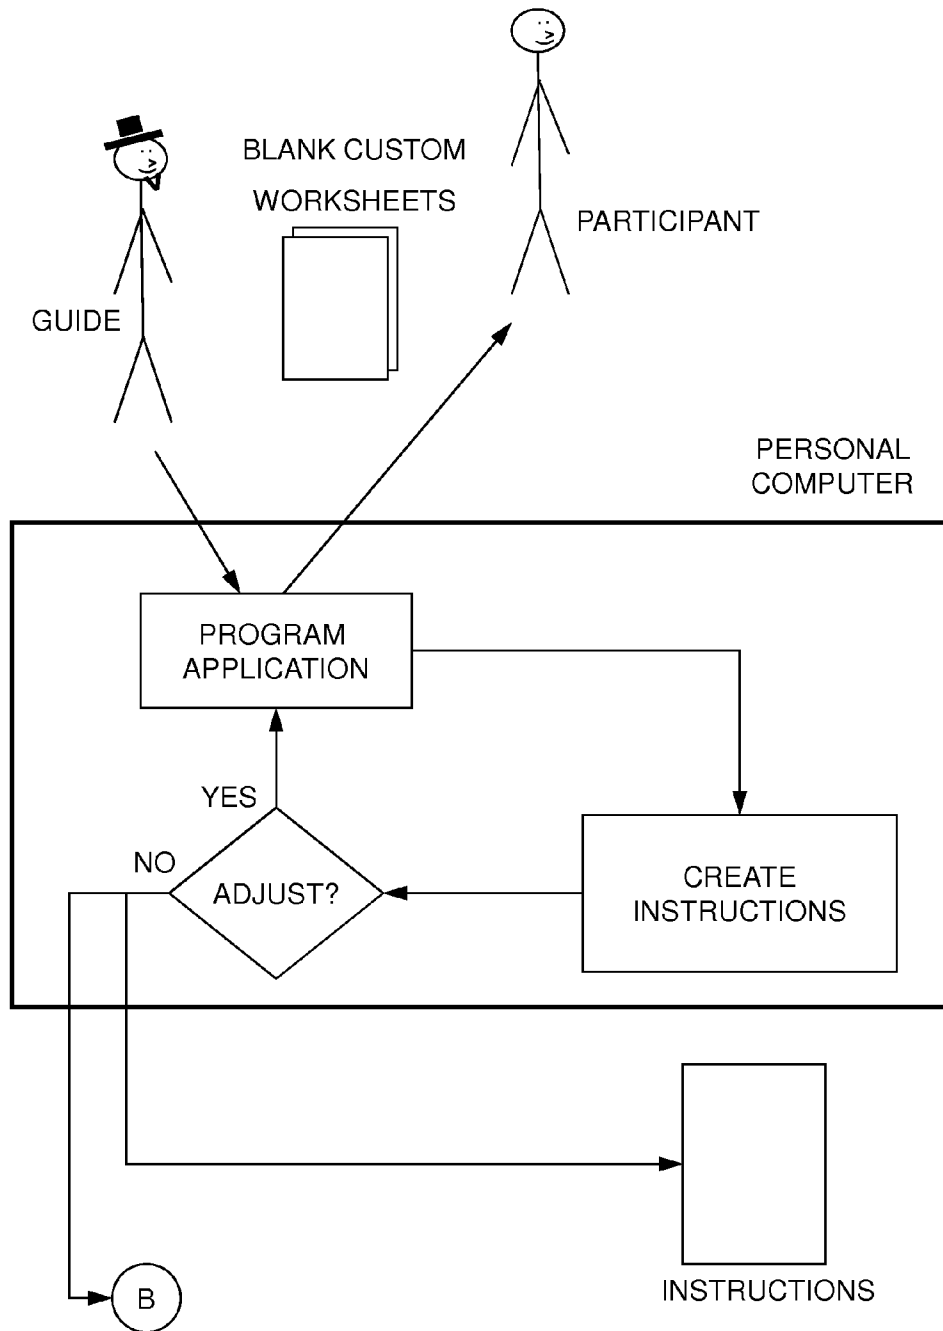 BLANK CUSTOM
WORKSHEETS
PARTICIPANT
GUIDE
PERSONAL
COMPUTER
PROGRAM
APPLICATION
YES
NO
ADJUST?
CREATE
INSTRUCTIONS
INSTRUCTIONS
B